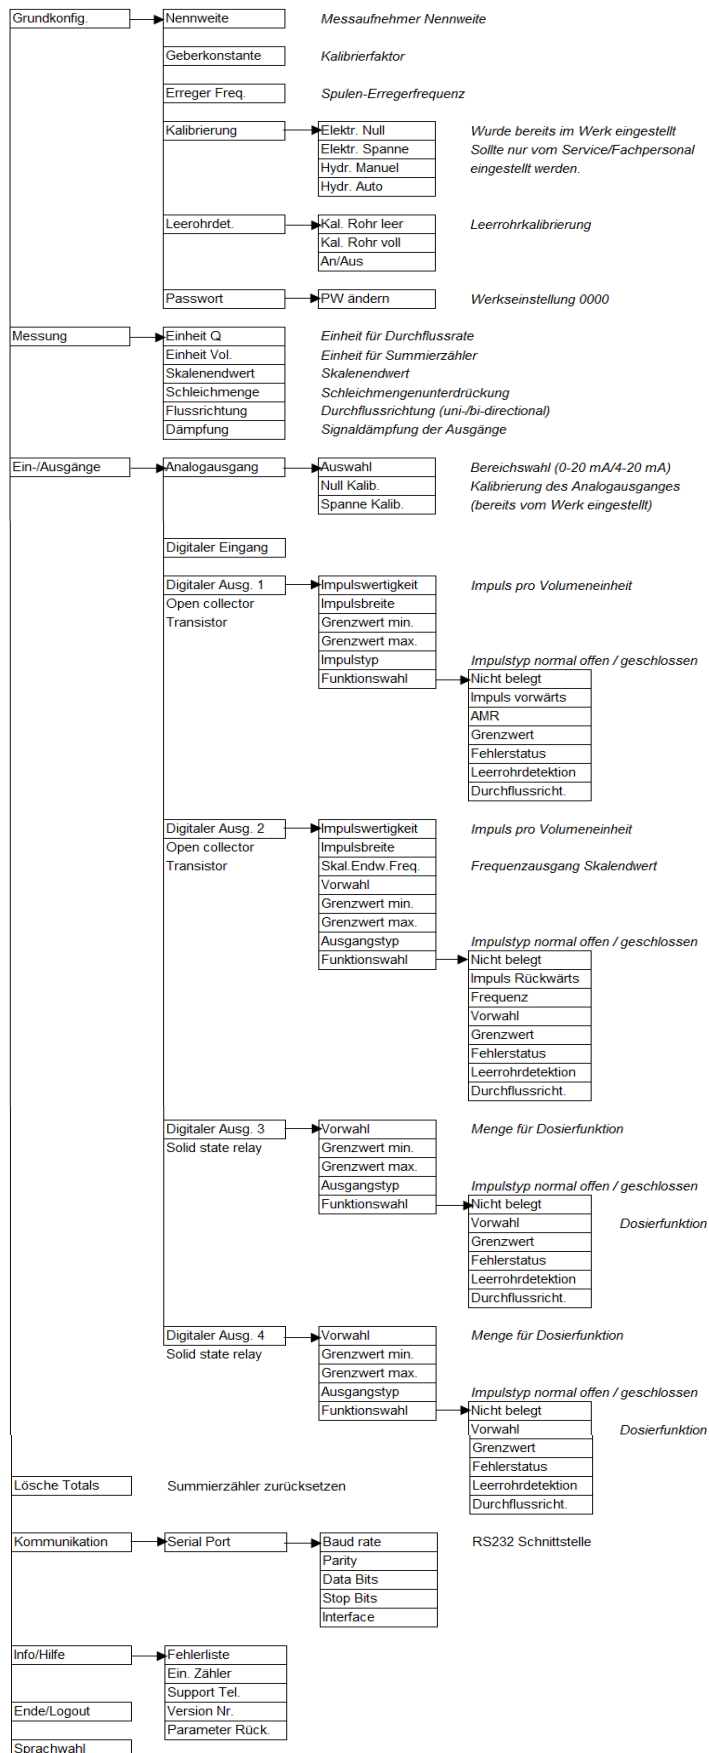 Grundkonfig. Nennweite Messaufnehmer Nennweite
Geberkonstante Kalibrierfaktor
Erreger Freq. Spulen-Erregerfrequenz
Kalibrierung Elektr. Null Wurde bereits im Werk eingestellt
Elektr. Spanne Sollte nur vom Service/Fachpersonal
Hydr. Manuel eingestellt werden.
Hydr. Auto
Leerohrdet. Kal. Rohr leer Leerrohrkalibrierung
Kal. Rohr voll
An/Aus
Passwort PW ändern Werkseinstellung 0000
Messung Einheit Q Einheit für Durchflussrate
Einheit Vol. Einheit für Summierzähler
Skalenendwert Skalenendwert
Schleichmenge Schleichmengenunterdrückung
Flussrichtung Durchflussrichtung (uni-/bi-directional)
Dämpfung Signaldämpfung der Ausgänge
Ein-/Ausgänge Analogausgang Auswahl Bereichswahl (0-20 mA/4-20 mA)
Null Kalib. Kalibrierung des Analogausganges
Spanne Kalib. (bereits vom Werk eingestellt)
Digitaler Eingang
Digitaler Ausg. 1 Impulswertigkeit Impuls pro Volumeneinheit
Open collector Impulsbreite
Transistor Grenzwert min.
Grenzwert max.
Impulstyp Impulstyp normal offen / geschlossen
Funktionswahl Nicht belegt
Impuls vorwärts
AMR
Grenzwert
Fehlerstatus
Leerrohrdetektion
Durchflussricht.
Digitaler Ausg. 2 Impulswertigkeit Impuls pro Volumeneinheit
Open collector Impulsbreite
Transistor Skal.Endw.Freq. Frequenzausgang Skalendwert
Vorwahl
Grenzwert min.
Grenzwert max.
Ausgangstyp Impulstyp normal offen / geschlossen
Funktionswahl Nicht belegt
Impuls Rückwärts
Frequenz
Vorwahl
Grenzwert
Fehlerstatus
Leerrohrdetektion
Durchflussricht.
Digitaler Ausg. 3 Vorwahl Menge für Dosierfunktion
Solid state relay Grenzwert min.
Grenzwert max.
Ausgangstyp Impulstyp normal offen / geschlossen
Funktionswahl Nicht belegt
Vorwahl Dosierfunktion
Grenzwert
Fehlerstatus
Leerrohrdetektion
Durchflussricht.
Digitaler Ausg. 4 Vorwahl Menge für Dosierfunktion
Solid state relay Grenzwert min.
Grenzwert max.
Ausgangstyp Impulstyp normal offen / geschlossen
Funktionswahl Nicht belegt
Vorwahl Dosierfunktion
Grenzwert
Fehlerstatus
Lösche Totals Summierzähler zurücksetzen Leerrohrdetektion
Durchflussricht.
Kommunikation Serial Port Baud rate RS232 Schnittstelle
Parity
Data Bits
Stop Bits
Interface
Info/Hilfe Fehlerliste
Ein. Zähler
Support Tel.
Ende/Logout Version Nr.
Parameter Rück.
Sprachwahl